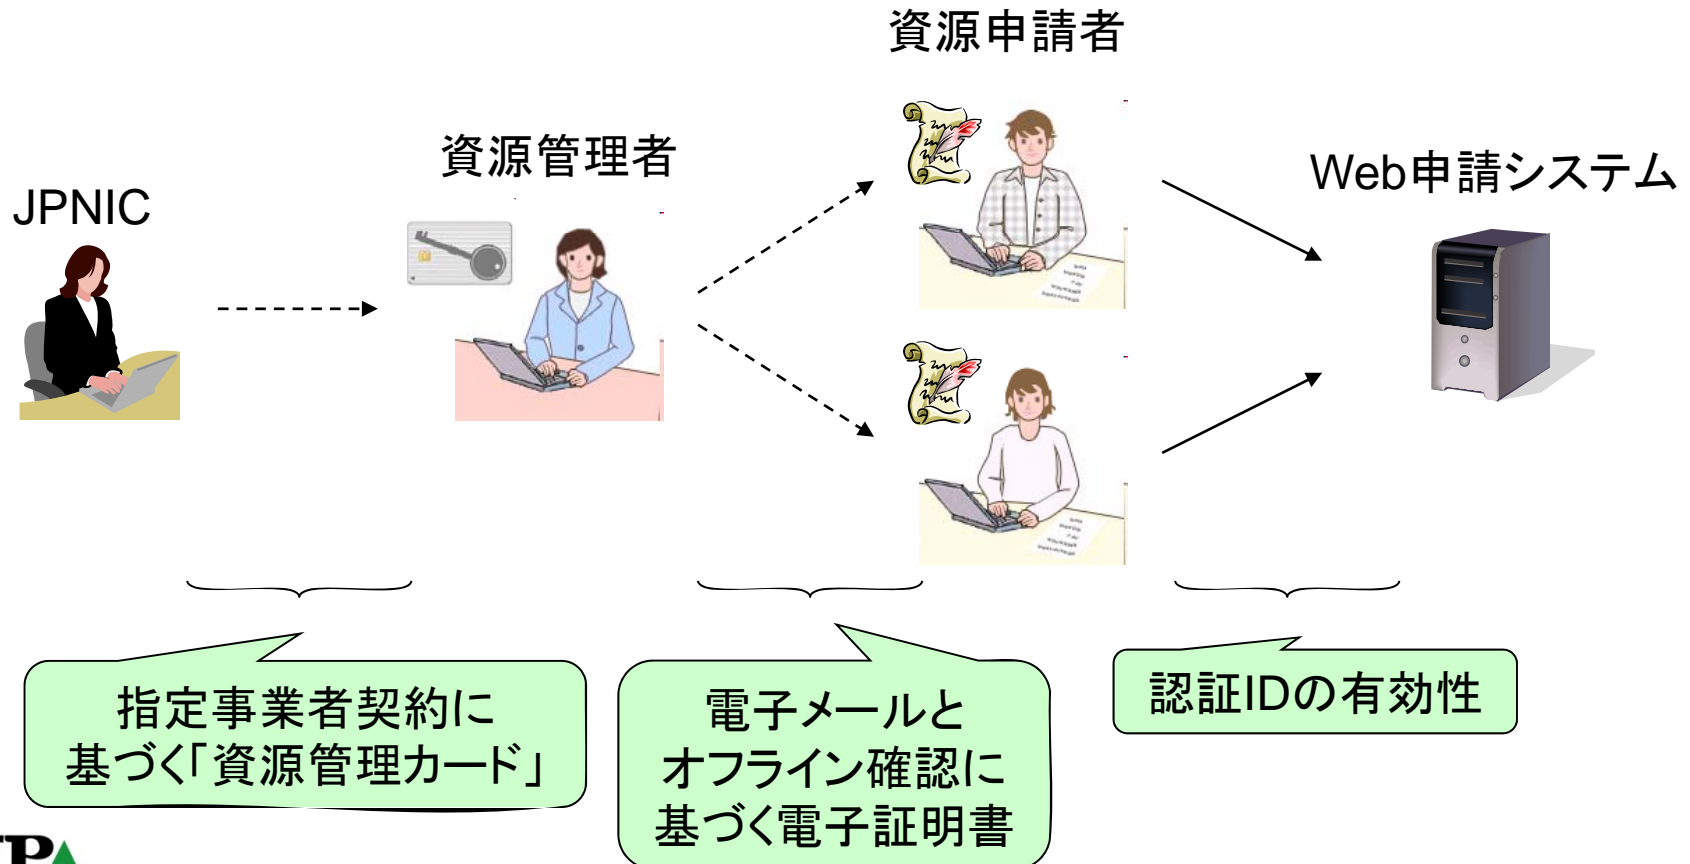 資源申請者
資源管理者
Web申請システム
JPNIC
指定事業者契約に
基づく「資源管理カード」
電子メールと
オフライン確認に
基づく電子証明書
認証IDの有効性